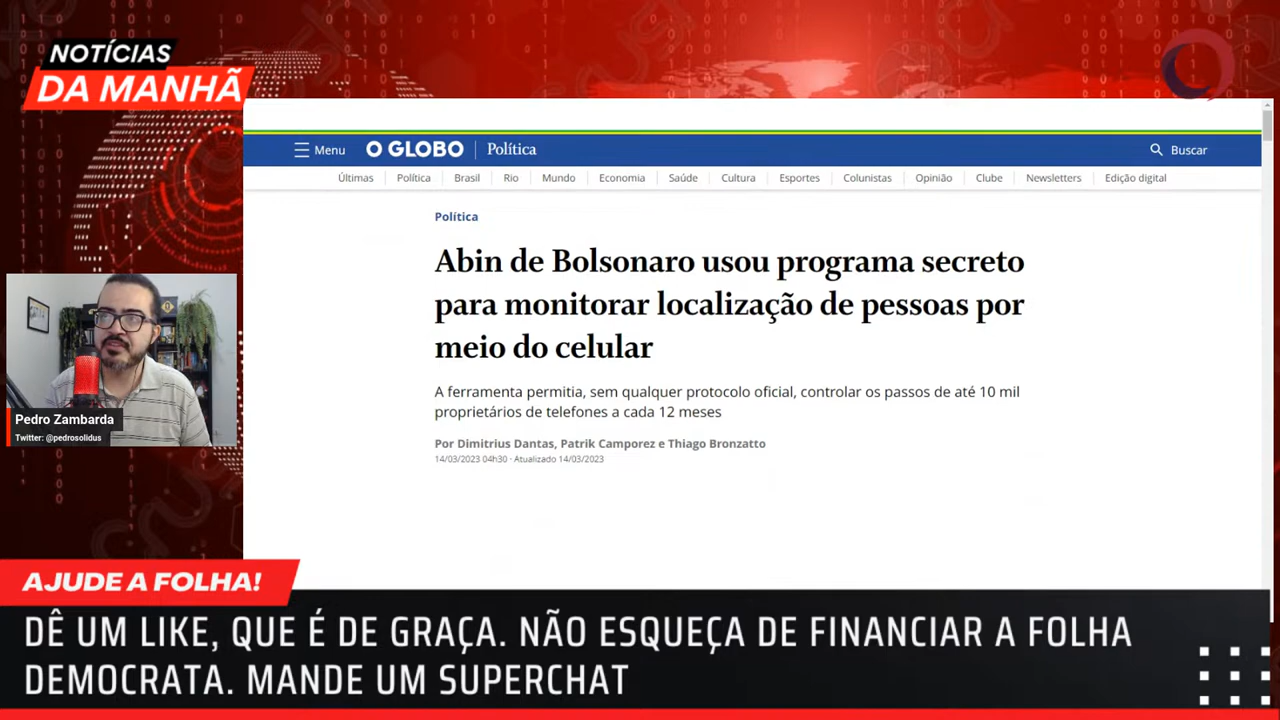 NOTÍCIAS
DA MANHÃ
Menu
O GLOBO
Política
Buscar
Últimas
Política
Brasil
Rio
Mundo
Economia
Saúde
Cultura
Esportes
Colunistas
Opinião
Clube
Newsletters
Edição digital
Política
Abin de Bolsonaro usou programa secreto
para monitorar localização de pessoas por
meio do celular
A ferramenta permitia, sem qualquer protocolo oficial, controlar os passos de até 10 mil
proprietários de telefones a cada 12 meses
Por Dimitrius Dantas, Patrik Camporez e Thiago Bronzatto
14/03/2023 04h30 · Atualizado 14/03/2023
Pedro Zambarda
Twitter: @pedrosolidus
AJUDE A FOLHA!
DÊ UM LIKE, QUE É DE GRAÇA. NÃO ESQUEÇA DE FINANCIAR A FOLHA
DEMOCRATA. MANDE UM SUPERCHAT